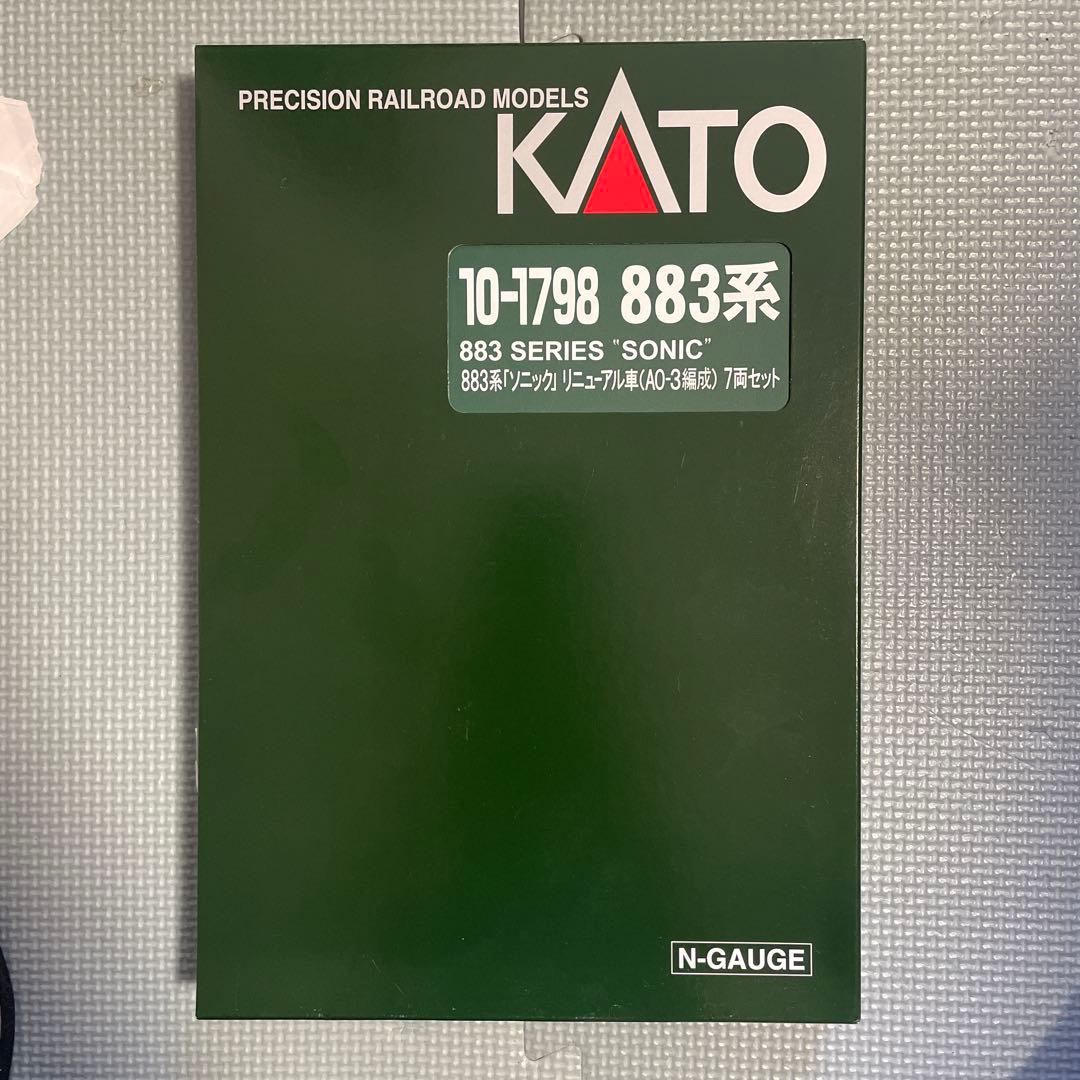 PRECISION RAILROAD MODELS
KATO
10-1798 883系
883 SERIES "SONIC"
883系「ソニック」リニューアル車(AO-3編成) 7両セット
N-GAUGE